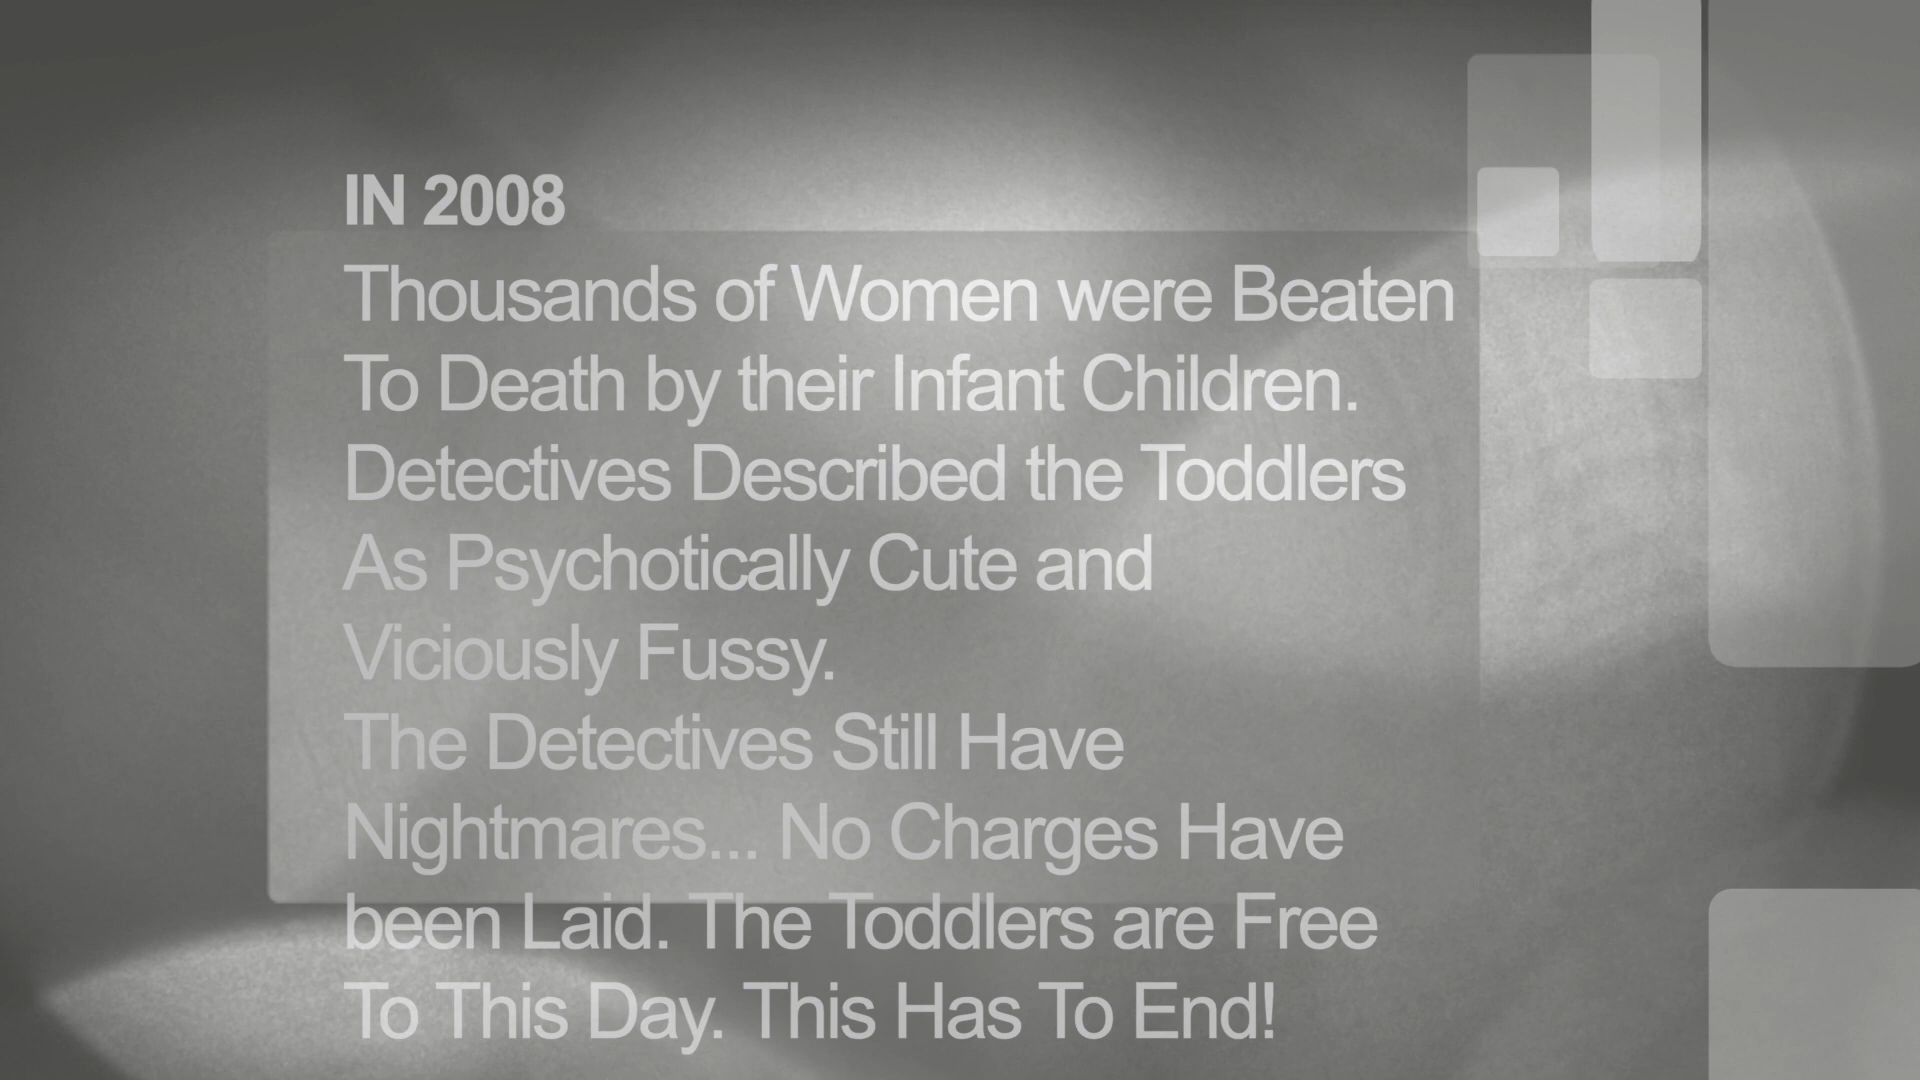 IN 2008
Thousands of Women were Beaten
To Death by their Infant Children.
Detectives Described the Toddlers
As Psychotically Cute and
Viciously Fussy.
The Detectives Still Have
Nightmares... No Charges Have
been Laid. The Toddlers are Free
To This Day. This Has To End!